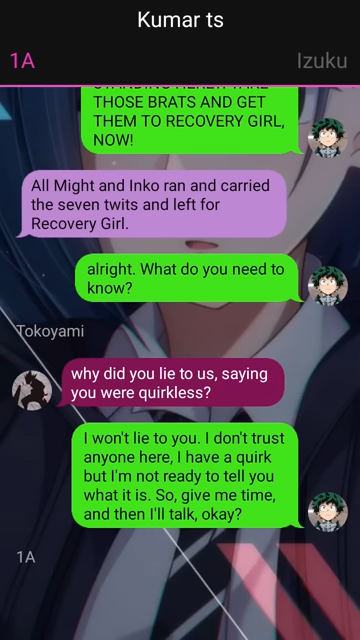 Kumar ts
1A
Izuku
STANDING HERE!! TAKE
THOSE BRATS AND GET
THEM TO RECOVERY GIRL,
NOW!
All Might and Inko ran and carried
the seven twits and left for
Recovery Girl.
alright. What do you need to
know?
Tokoyami
why did you lie to us, saying
you were quirkless?
I won't lie to you. I don't trust
anyone here, I have a quirk
but I'm not ready to tell you
what it is. So, give me time,
and then I'll talk, okay?
1A